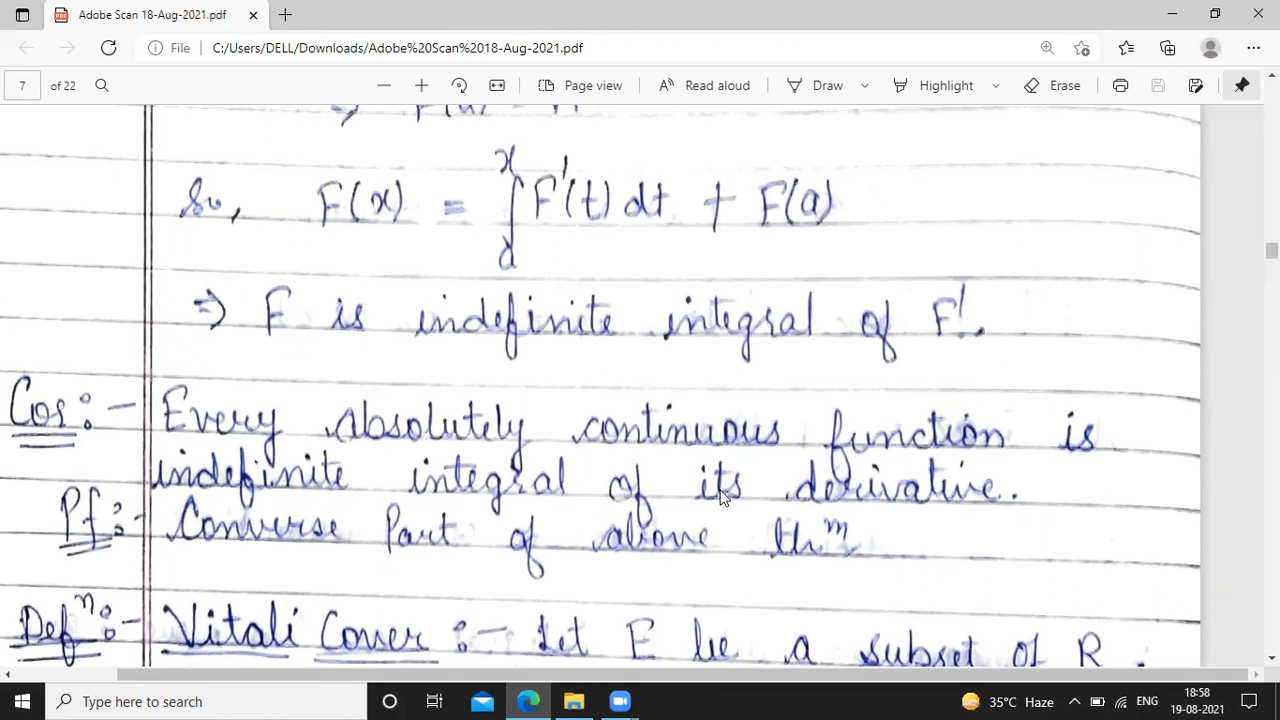 Adobe Scan 18-Aug-2021.pdf
File C:/Users/DELL/Downloads/Adobe%20Scan%2018-Aug-2021.pdf
7 of 22 Page view Read aloud Draw Highlight Erase
So, F(x) = ∫ₐˣ F'(t) dt + F(a)
⇒ F is indefinite integral of F'.
Cor:- Every absolutely continuous function is
indefinite integral of its derivative.
Pf:- Converse Part of above thm
Defn:- Vitali Cover :- Let E be a subset of R.
Type here to search 35°C Haze ENG 18:58
19-08-2021